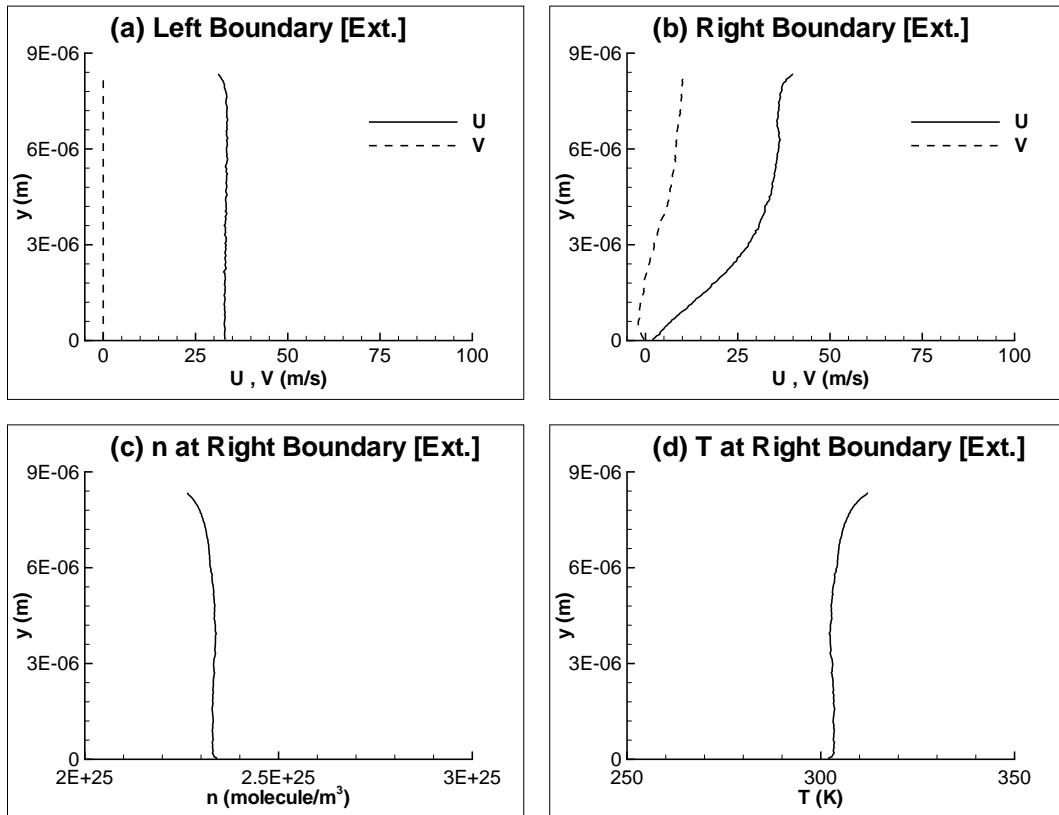 (a) Left Boundary [Ext.]
9E-06
6E-06
3E-06
0
y (m)
U
V
0 25 50 75 100
U , V (m/s)
(b) Right Boundary [Ext.]
9E-06
6E-06
3E-06
0
y (m)
U
V
0 25 50 75 100
U , V (m/s)
(c) n at Right Boundary [Ext.]
9E-06
6E-06
3E-06
0
y (m)
2E+25 2.5E+25 3E+25
n (molecule/m³)
(d) T at Right Boundary [Ext.]
9E-06
6E-06
3E-06
0
y (m)
250 300 350
T (K)